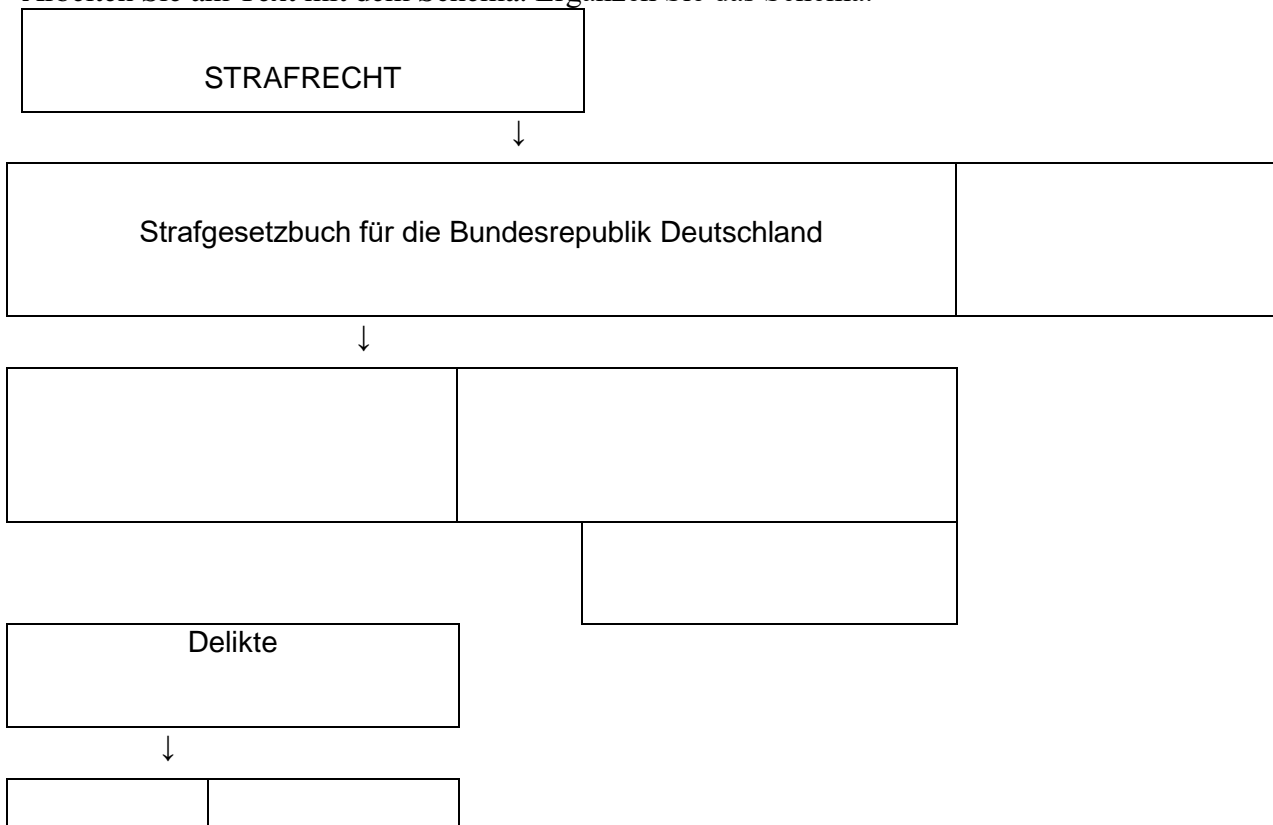 STRAFRECHT
↓
Strafgesetzbuch für die Bundesrepublik Deutschland
↓
Delikte
↓